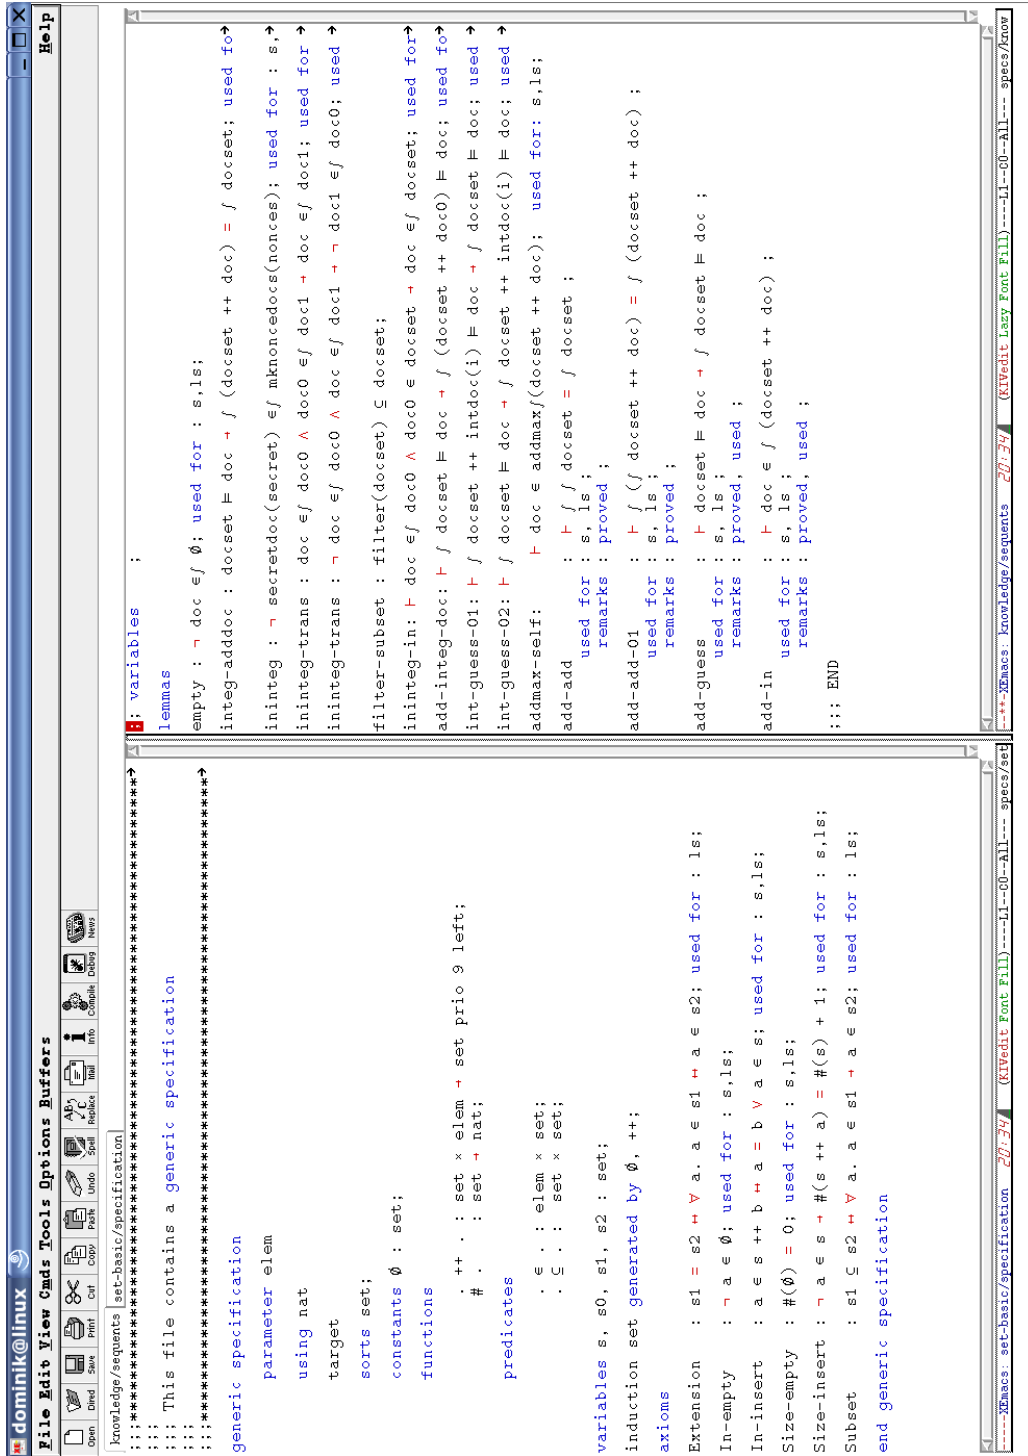 dominik@linux
File Edit View Cmds Tools Options Buffers Help
Open Dired Save Print Cut Copy Paste Undo Spell Replace Mail Info Compile Debug News
knowledge/sequents set-basic/specification
;;;**********************************************************→
;;;
;;; This file contains a generic specification
;;;
;;;**********************************************************→
generic specification
parameter elem
using nat
target
sorts set;
constants ∅ : set;
functions
. ++ . : set × elem → set prio 9 left;
# . : set → nat;
predicates
. ∈ . : elem × set;
. ⊆ . : set × set;
variables s, s0, s1, s2 : set;
induction set generated by ∅, ++;
axioms
Extension : s1 = s2 ↔ ∀ a. a ∈ s1 ↔ a ∈ s2; used for : ls;
In-empty : ¬ a ∈ ∅; used for : s,ls;
In-insert : a ∈ s ++ b ↔ a = b ∨ a ∈ s; used for : s,ls;
Size-empty : #(∅) = 0; used for : s,ls;
Size-insert : ¬ a ∈ s → #(s ++ a) = #(s) + 1; used for : s,ls;
Subset : s1 ⊆ s2 ↔ ∀ a. a ∈ s1 → a ∈ s2; used for : ls;
end generic specification
-----XEmacs: set-basic/specification 20:34 (KIVedit Font Fill)----L1--C0--All--- specs/set
;; variables ;
lemmas
empty : ¬ doc ∈∫ ∅; used for : s,ls;
integ-adddoc : docset ⊨ doc → ∫ (docset ++ doc) = ∫ docset; used fo→
ininteg : ¬ secretdoc(secret) ∈∫ mknoncedocs(nonces); used for : s,→
ininteg-trans : doc ∈∫ doc0 ∧ doc0 ∈∫ doc1 → doc ∈∫ doc1; used for →
ininteg-trans : ¬ doc ∈∫ doc0 ∧ doc ∈∫ doc1 → ¬ doc1 ∈∫ doc0; used →
filter-subset : filter(docset) ⊆ docset;
ininteg-in: ⊢ doc ∈∫ doc0 ∧ doc0 ∈ docset → doc ∈∫ docset; used for→
add-integ-doc: ⊢ ∫ docset ⊨ doc → ∫ (docset ++ doc0) ⊨ doc; used fo→
int-guess-01: ⊢ ∫ docset ++ intdoc(i) ⊨ doc → ∫ docset ⊨ doc; used →
int-guess-02: ⊢ ∫ docset ⊨ doc → ∫ docset ++ intdoc(i) ⊨ doc; used →
addmax-self: ⊢ doc ∈ addmax∫(docset ++ doc); used for: s,ls;
add-add : ⊢ ∫ ∫ docset = ∫ docset ;
used for : s, ls ;
remarks : proved ;
add-add-01 : ⊢ ∫ (∫ docset ++ doc) = ∫ (docset ++ doc) ;
used for : s, ls ;
remarks : proved ;
add-guess : ⊢ docset ⊨ doc → ∫ docset ⊨ doc ;
used for : s, ls ;
remarks : proved, used ;
add-in : ⊢ doc ∈ ∫ (docset ++ doc) ;
used for : s, ls ;
remarks : proved, used ;
;;; END
--**-XEmacs: knowledge/sequents 20:34 (KIVedit Lazy Font Fill)----L1--C0--All--- specs/know